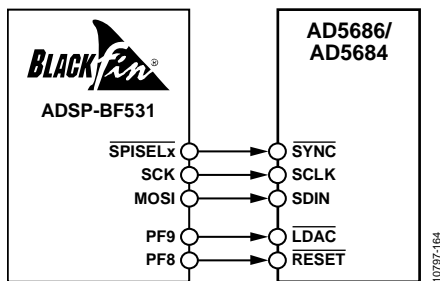 BLACKfin®
ADSP-BF531
SPISELx
SCK
MOSI
PF9
PF8
AD5686/
AD5684
SYNC
SCLK
SDIN
LDAC
RESET
10797-164